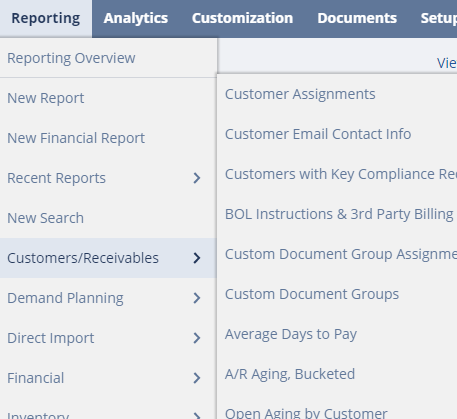 Reporting Analytics Customization Documents Setup
Reporting Overview
Vie
New Report
New Financial Report
Recent Reports
New Search
Customers/Receivables
Demand Planning
Direct Import
Financial
Inventory
Customer Assignments
Customer Email Contact Info
Customers with Key Compliance Re
BOL Instructions & 3rd Party Billing
Custom Document Group Assignme
Custom Document Groups
Average Days to Pay
A/R Aging, Bucketed
Open Aging by Customer